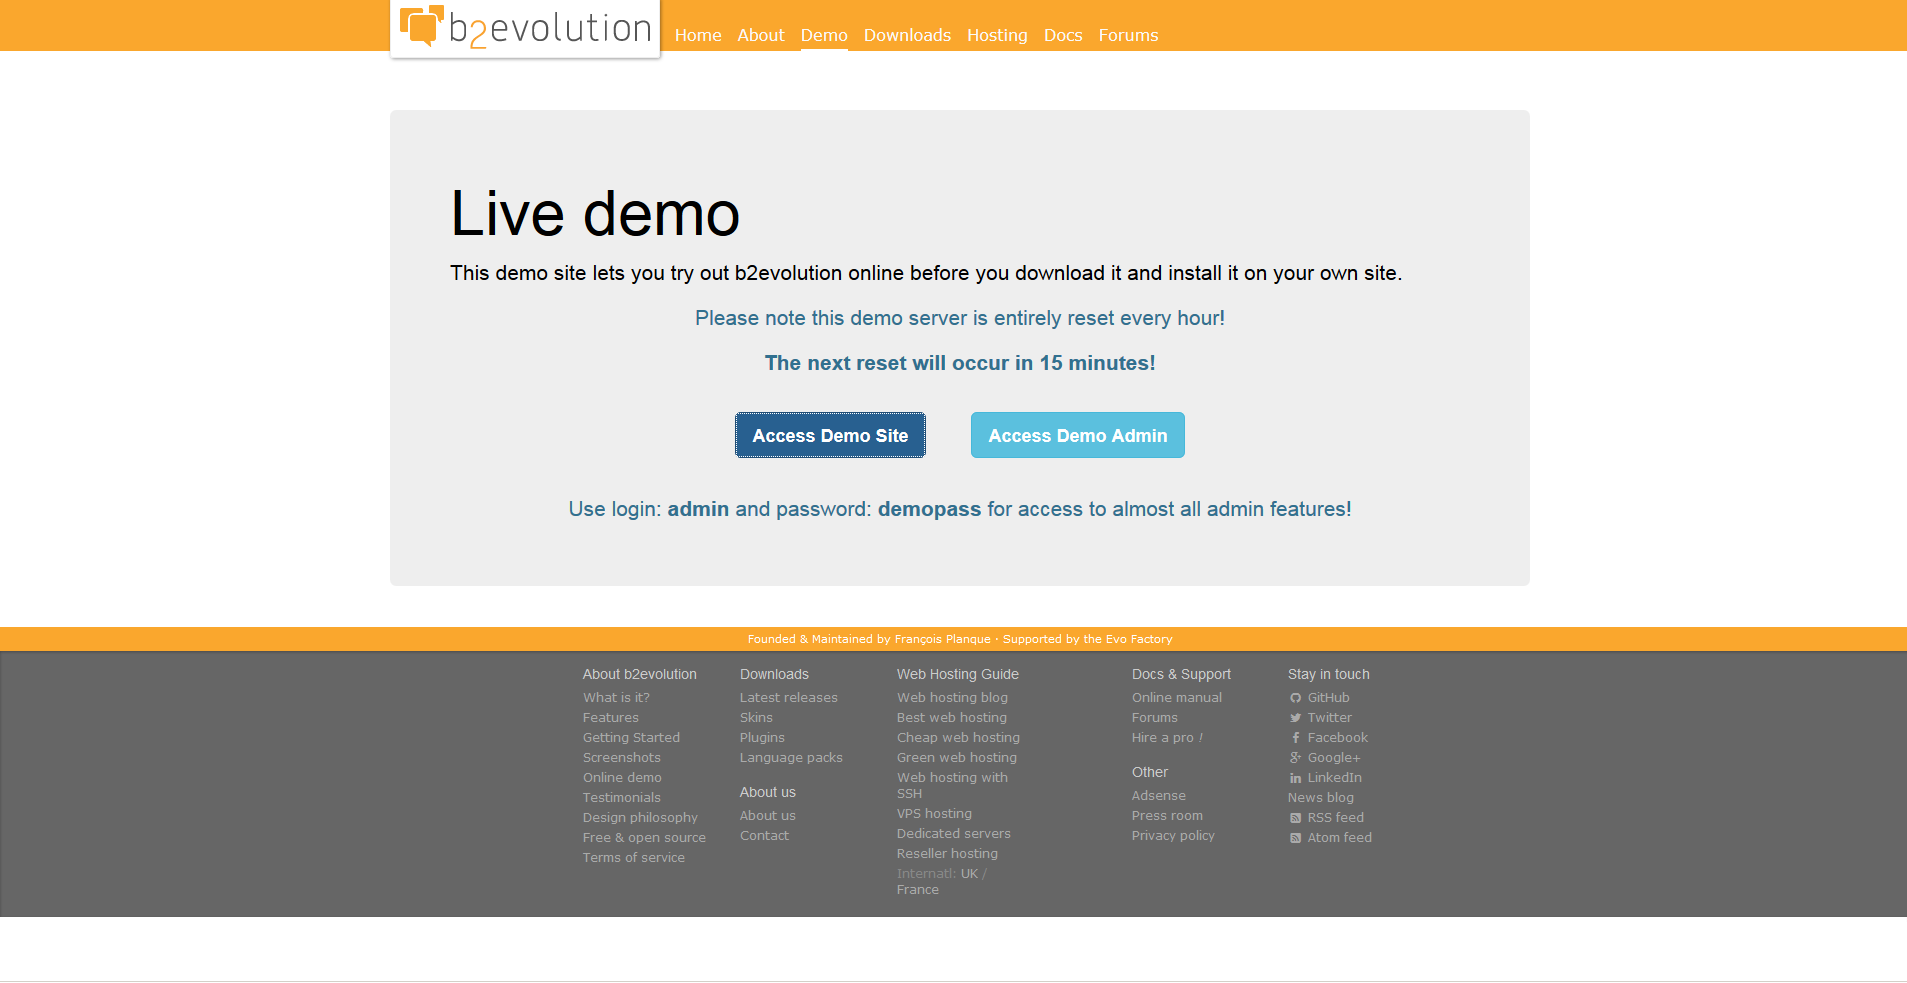 b2evolution
Home About Demo Downloads Hosting Docs Forums
Live demo
This demo site lets you try out b2evolution online before you download it and install it on your own site.
Please note this demo server is entirely reset every hour!
The next reset will occur in 15 minutes!
Access Demo Site
Access Demo Admin
Use login: admin and password: demopass for access to almost all admin features!
Founded & Maintained by François Planque · Supported by the Evo Factory
About b2evolution
What is it?
Features
Getting Started
Screenshots
Online demo
Testimonials
Design philosophy
Free & open source
Terms of service
Downloads
Latest releases
Skins
Plugins
Language packs
About us
About us
Contact
Web Hosting Guide
Web hosting blog
Best web hosting
Cheap web hosting
Green web hosting
Web hosting with
SSH
VPS hosting
Dedicated servers
Reseller hosting
Internatl: UK /
France
Docs & Support
Online manual
Forums
Hire a pro !
Other
Adsense
Press room
Privacy policy
Stay in touch
GitHub
Twitter
Facebook
Google+
LinkedIn
News blog
RSS feed
Atom feed